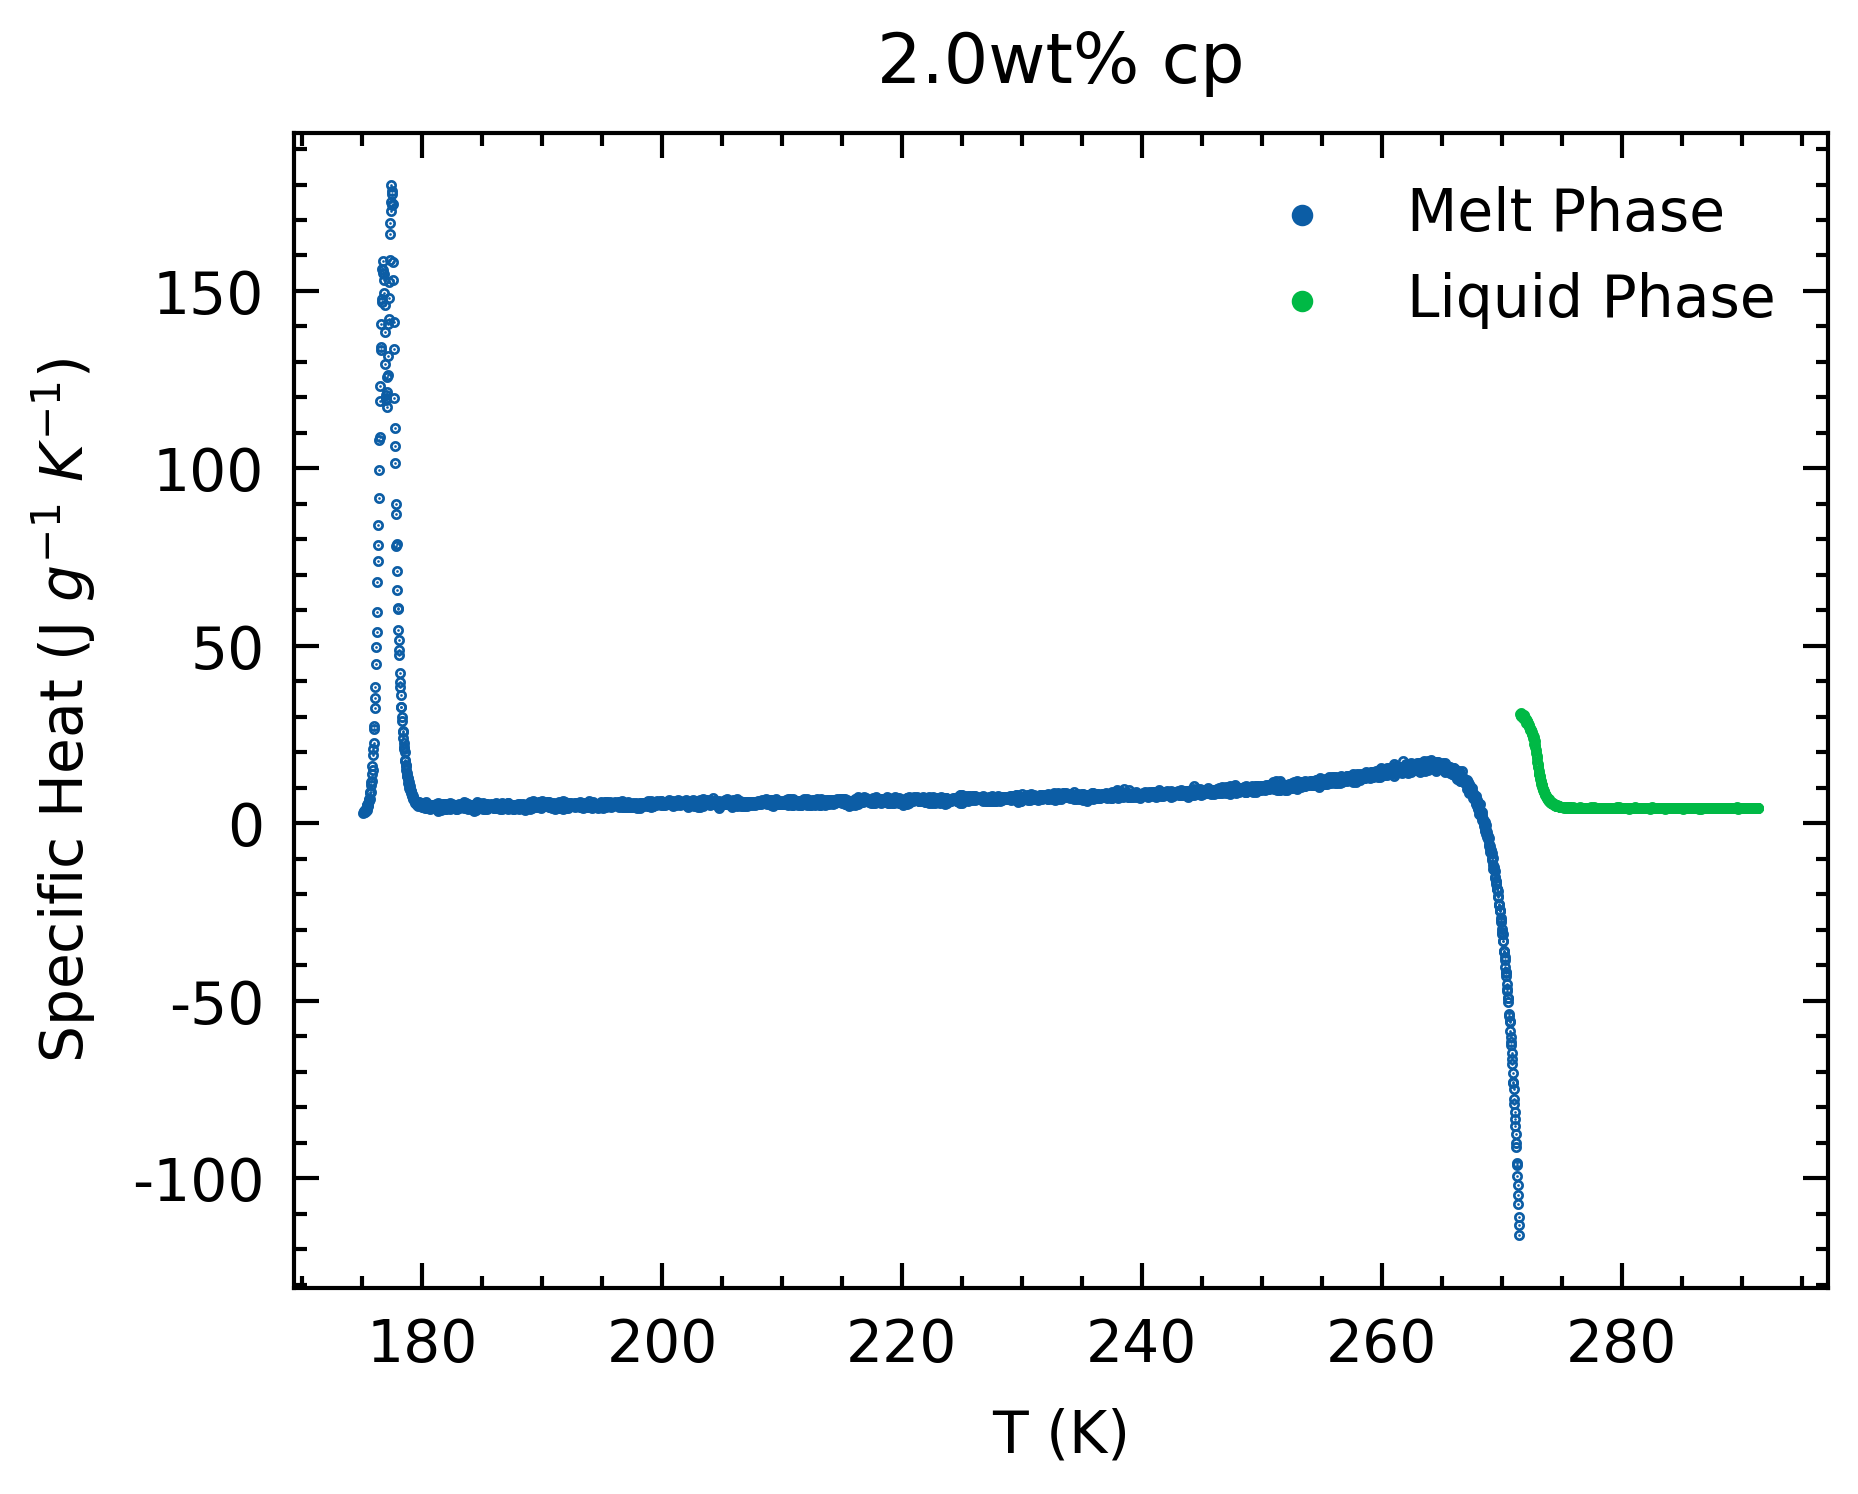 2.0wt% cp
Melt Phase
Liquid Phase
Specific Heat (J g⁻¹ K⁻¹)
150
100
50
0
-50
-100
180 200 220 240 260 280
T (K)